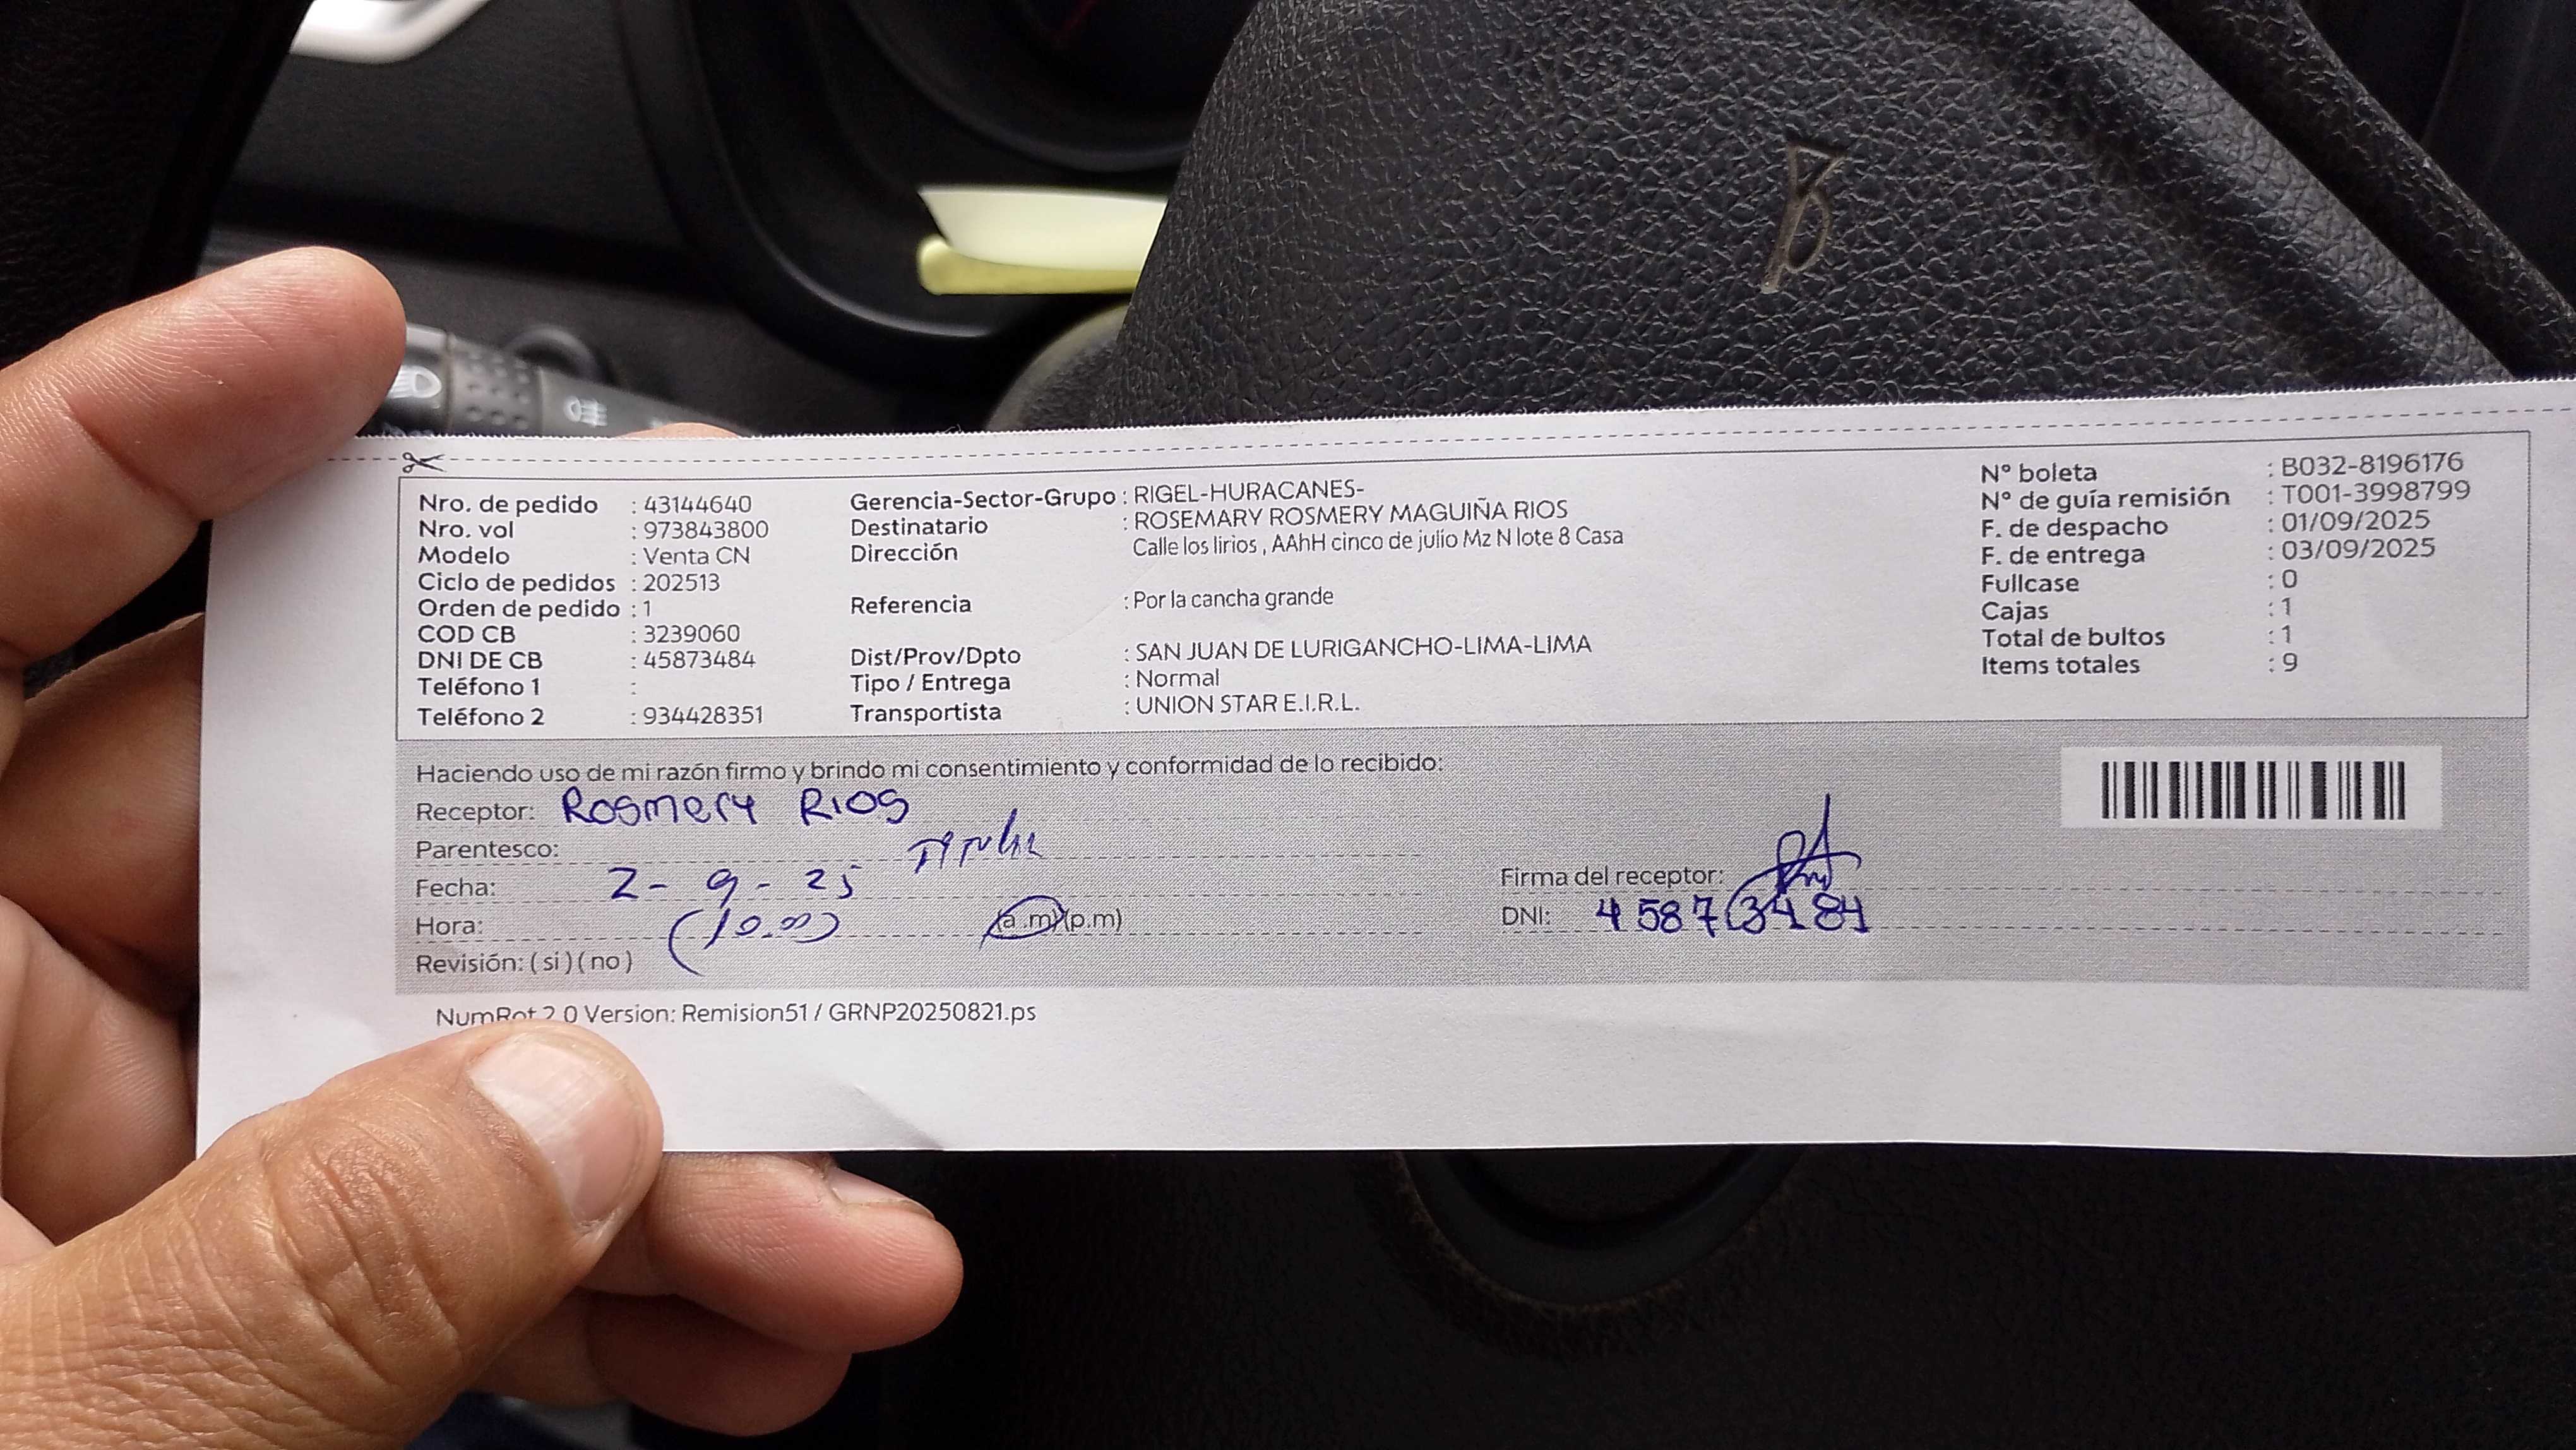 Nro. de pedido : 43144640
Nro. vol : 973843800
Modelo : Venta CN
Ciclo de pedidos : 202513
Orden de pedido : 1
COD CB : 3239060
DNI DE CB : 45873484
Teléfono 1 :
Teléfono 2 : 934428351
Gerencia-Sector-Grupo : RIGEL-HURACANES-
Destinatario : ROSEMARY ROSMERY MAGUIÑA RIOS
Dirección Calle los lirios , AAhH cinco de julio Mz N lote 8 Casa
Referencia : Por la cancha grande
Dist/Prov/Dpto : SAN JUAN DE LURIGANCHO-LIMA-LIMA
Tipo / Entrega : Normal
Transportista : UNION STAR E.I.R.L.
N° boleta : B032-8196176
N° de guía remisión : T001-3998799
F. de despacho : 01/09/2025
F. de entrega : 03/09/2025
Fullcase : 0
Cajas : 1
Total de bultos : 1
Items totales : 9
Haciendo uso de mi razón firmo y brindo mi consentimiento y conformidad de lo recibido:
Receptor: Rosmery Rios
Parentesco: Titular
Fecha: 2-9-25
Hora: (10.00) (a.m)(p.m)
Revisión: (si)(no)
Firma del receptor:
DNI: 45873484
NumRot 2.0 Version: Remision51 / GRNP20250821.ps